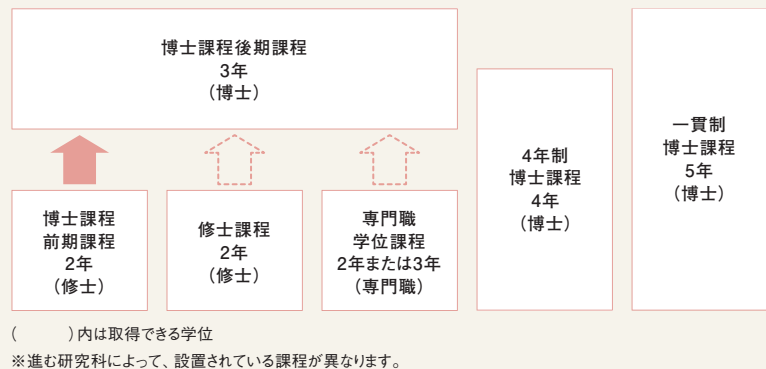 博士課程後期課程
3年
(博士)
博士課程
前期課程
2年
(修士)
修士課程
2年
(修士)
専門職
学位課程
2年または3年
(専門職)
4年制
博士課程
4年
(博士)
一貫制
博士課程
5年
(博士)
(　　　)内は取得できる学位
※進む研究科によって、設置されている課程が異なります。